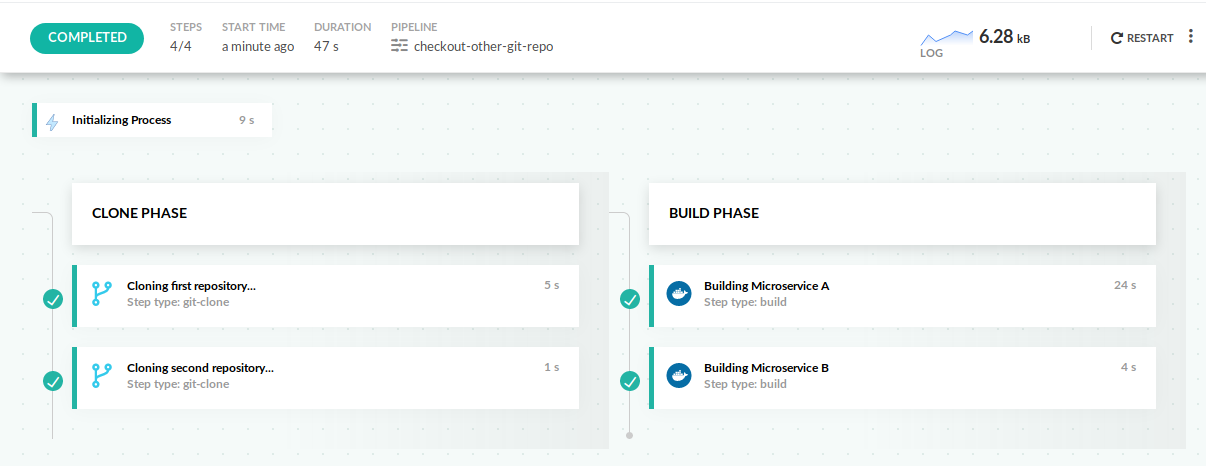 COMPLETED
STEPS
4/4
START TIME
a minute ago
DURATION
47 s
PIPELINE
checkout-other-git-repo
LOG
6.28 kB
RESTART
Initializing Process 9 s
CLONE PHASE
Cloning first repository... 5 s
Step type: git-clone
Cloning second repository... 1 s
Step type: git-clone
BUILD PHASE
Building Microservice A 24 s
Step type: build
Building Microservice B 4 s
Step type: build